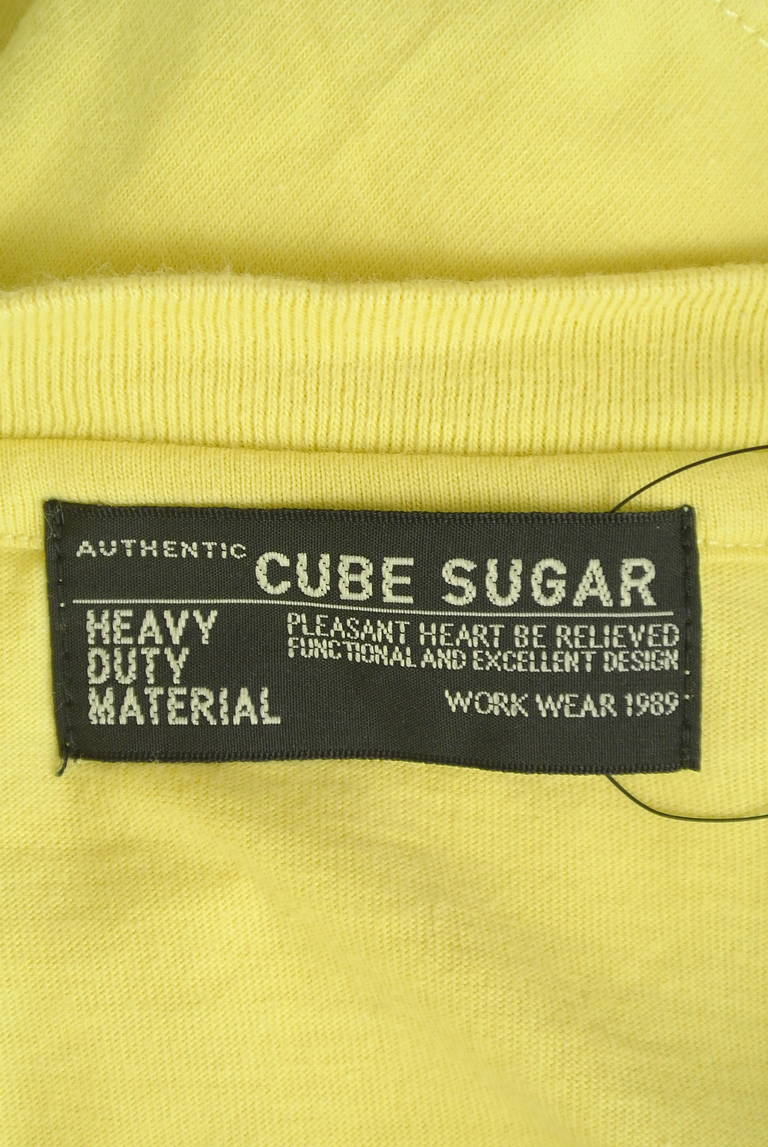 AUTHENTIC CUBE SUGAR
HEAVY
DUTY
MATERIAL
PLEASANT HEART BE RELIEVED
FUNCTIONAL AND EXCELLENT DESIGN
WORK WEAR 1989